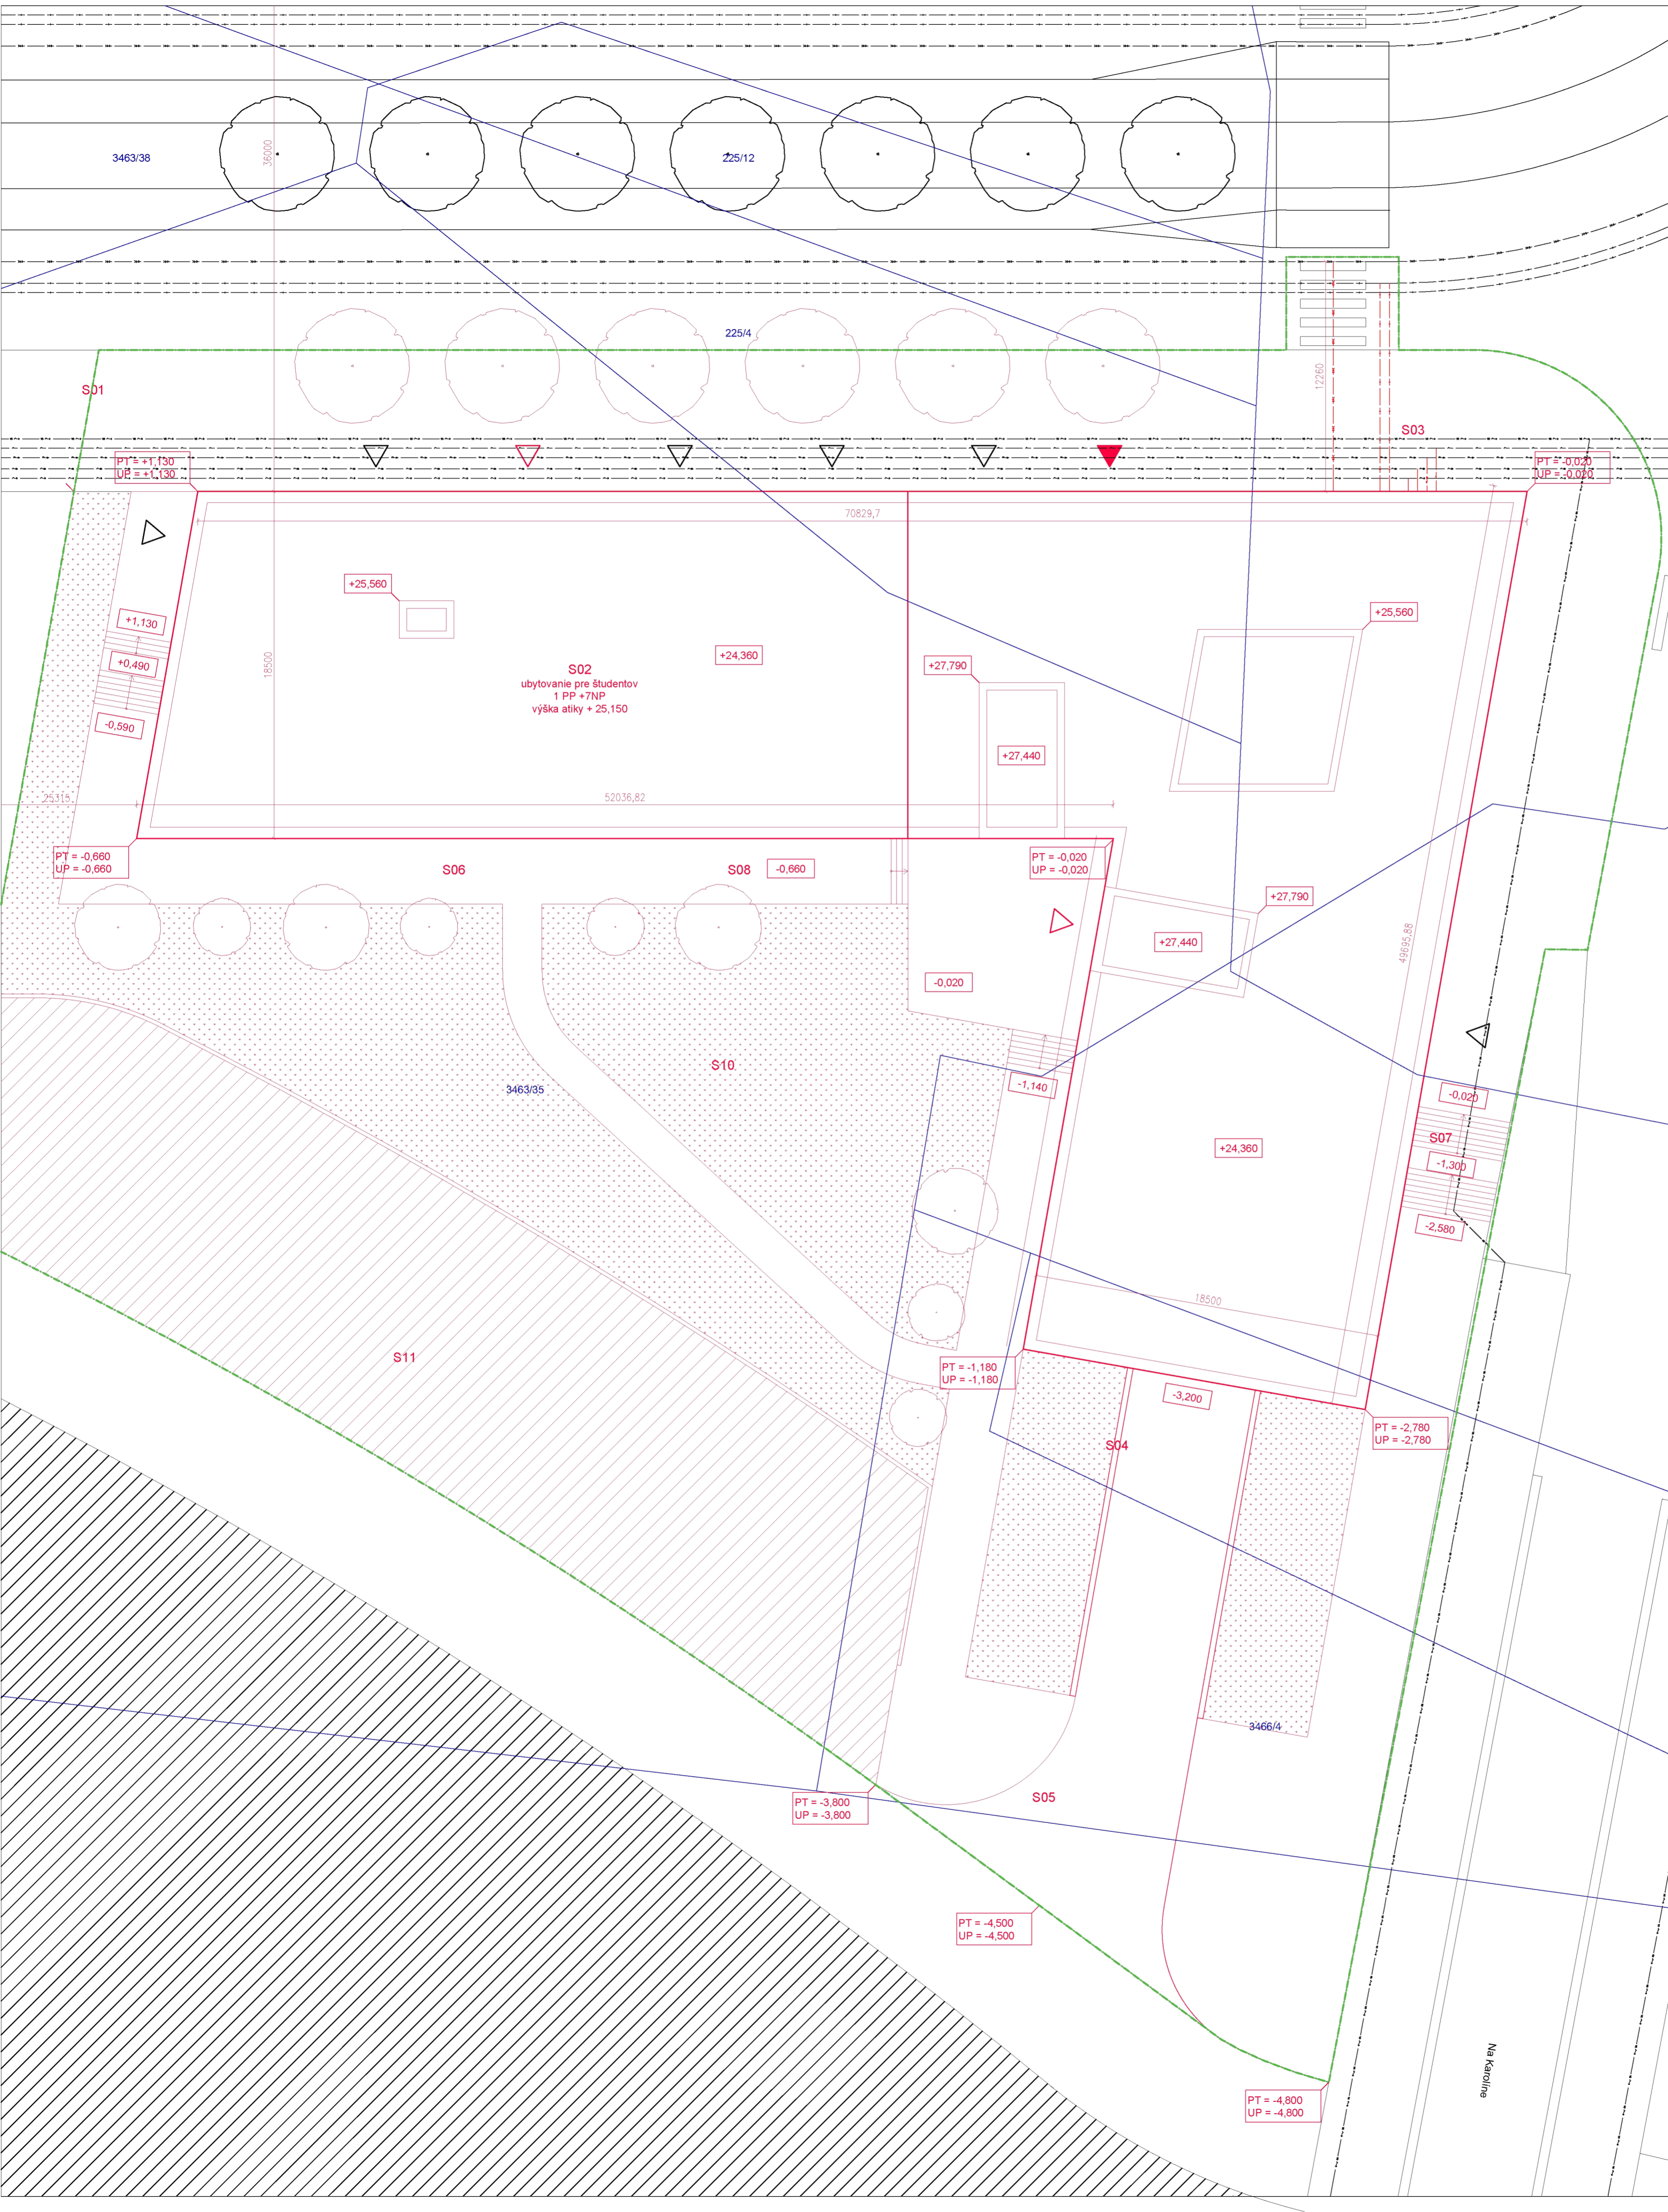 3463/38
36000
225/12
225/4
12260
S01
S03
PT = +1,130
UP = +1,130
PT = -0,020
UP = -0,020
70829,7
+25,560
+25,560
+1,130
+0,490
-0,590
18500
S02
ubytovanie pre študentov
1 PP +7NP
výška atiky + 25,150
+24,360
+27,790
+27,440
25315
52036,82
PT = -0,660
UP = -0,660
S06
S08
-0,660
PT = -0,020
UP = -0,020
+27,790
+27,440
49695,88
-0,020
S10
3463/35
-1,140
-0,020
S07
-1,300
-2,580
+24,360
18500
S11
PT = -1,180
UP = -1,180
-3,200
PT = -2,780
UP = -2,780
S04
3466/4
S05
PT = -3,800
UP = -3,800
PT = -4,500
UP = -4,500
Na Karolíne
PT = -4,800
UP = -4,800